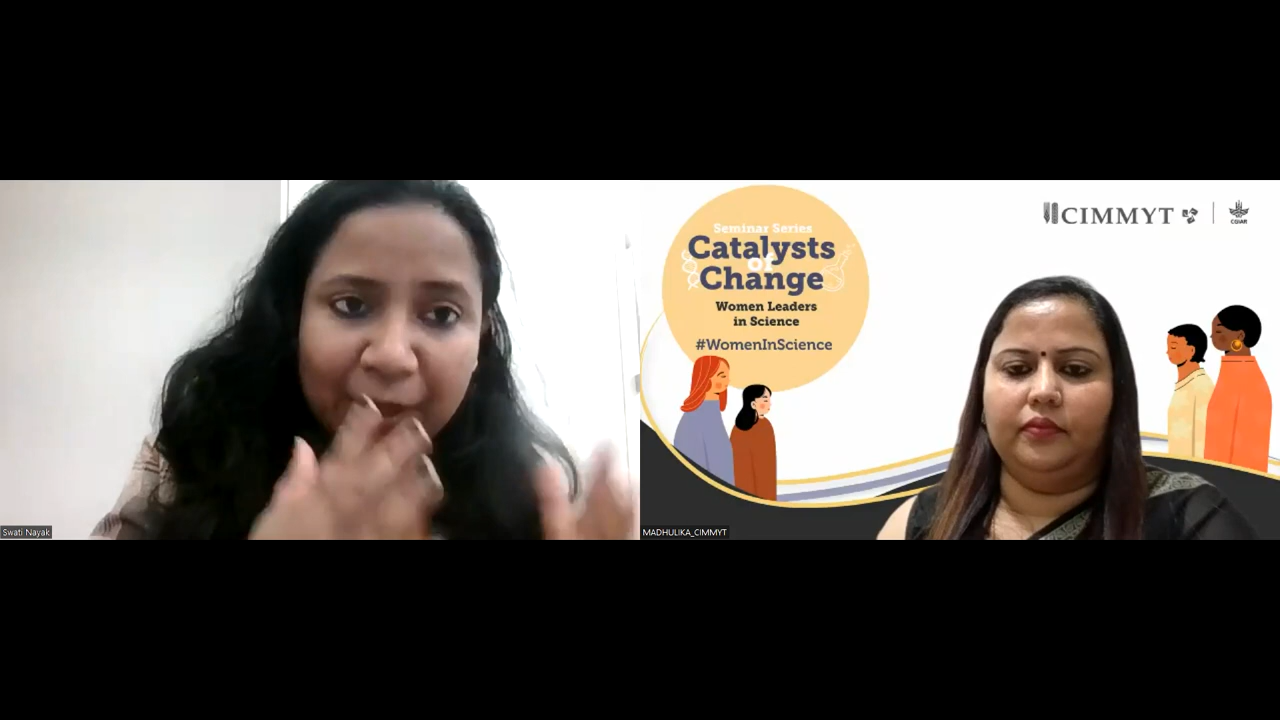 Seminar Series
Catalysts
of
Change
Women Leaders
in Science
#WomenInScience
CIMMYT
CGIAR
Swati Nayak
MADHULIKA_CIMMYT